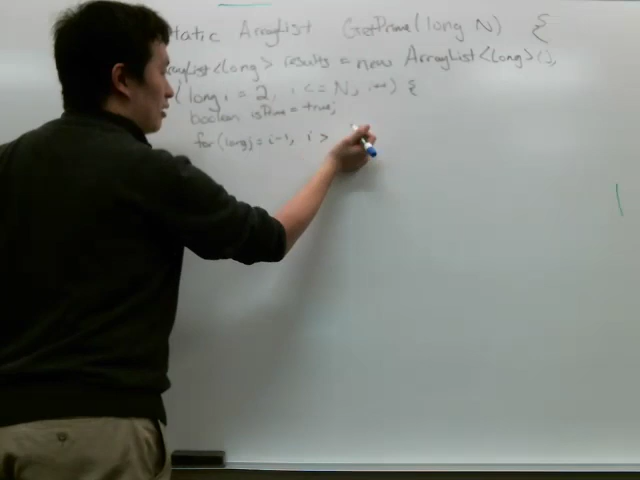 static ArrayList GetPrime(long N) {
ArrayList<long> results = new ArrayList<long>();
(long i = 2, i <= N, i++) {
boolean isPrime = true;
for (long j = i-1, i >